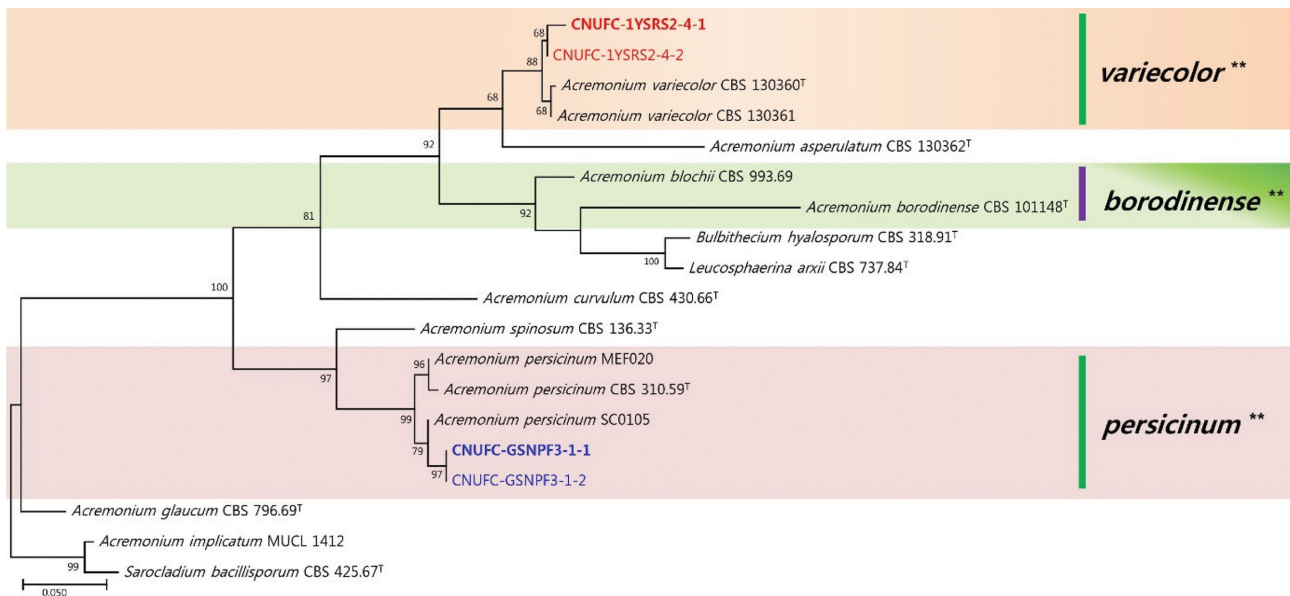 CNUFC-1YSRS2-4-1
68
CNUFC-1YSRS2-4-2
88
variecolor **
Acremonium variecolor CBS 130360ᵀ
68
68
Acremonium variecolor CBS 130361
92
Acremonium asperulatum CBS 130362ᵀ
Acremonium blochii CBS 993.69
borodinense **
81
92
Acremonium borodinense CBS 101148ᵀ
Bulbithecium hyalosporum CBS 318.91ᵀ
100
Leucosphaerina arxii CBS 737.84ᵀ
100
Acremonium curvulum CBS 430.66ᵀ
Acremonium spinosum CBS 136.33ᵀ
Acremonium persicinum MEF020
96
97
Acremonium persicinum CBS 310.59ᵀ
99
Acremonium persicinum SC0105
persicinum **
79
CNUFC-GSNPF3-1-1
97
CNUFC-GSNPF3-1-2
Acremonium glaucum CBS 796.69ᵀ
Acremonium implicatum MUCL 1412
99
Sarocladium bacillisporum CBS 425.67ᵀ
0.050